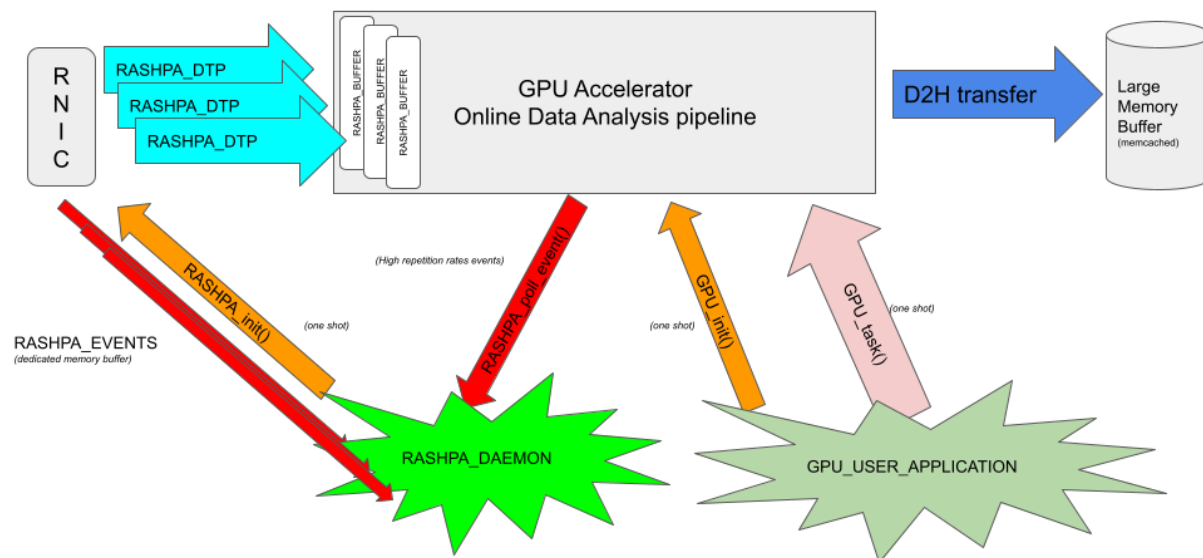 R
N
I
C
RASHPA_DTP
RASHPA_DTP
RASHPA_DTP
RASHPA_BUFFER
RASHPA_BUFFER
RASHPA_BUFFER
GPU Accelerator
Online Data Analysis pipeline
D2H transfer
Large
Memory
Buffer
(memcached)
RASHPA_EVENTS
(dedicated memory buffer)
RASHPA_init()
(one shot)
(High repetition rates events)
RASHPA_poll_event()
(one shot)
GPU_init()
GPU_task()
(one shot)
RASHPA_DAEMON
GPU_USER_APPLICATION